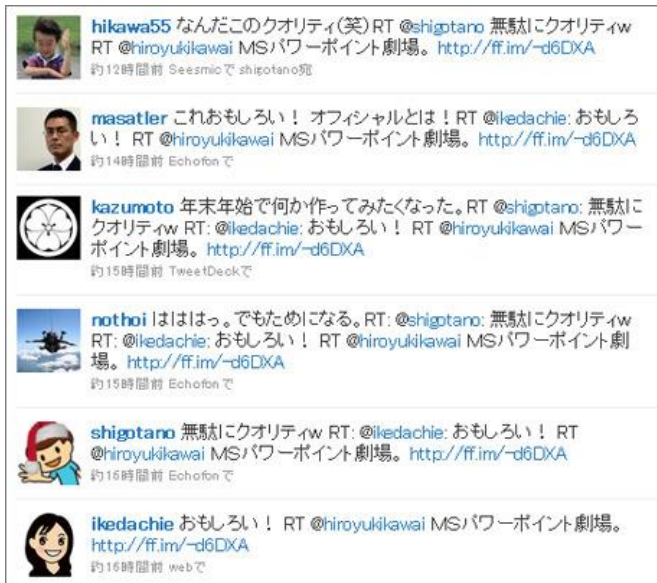 hikawa55 なんだこのクオリティ(笑)RT @shigotano 無駄にクオリティw
RT @hiroyukikawai MSパワーポイント劇場。 http://ff.im/-d6DXA
約12時間前 Seesmicで shigotano宛
masatler これおもしろい! オフィシャルとは!RT @ikedachie: おもしろ
い! RT @hiroyukikawai MSパワーポイント劇場。 http://ff.im/-d6DXA
約14時間前 Echofonで
kazumoto 年末年始で何か作ってみたくなった。RT @shigotano: 無駄に
クオリティw RT: @ikedachie: おもしろい! RT @hiroyukikawai MSパワー
ポイント劇場。 http://ff.im/-d6DXA
約15時間前 TweetDeckで
nothoi はははっ。でもためになる。RT: @shigotano: 無駄にクオリティw
RT: @ikedachie: おもしろい! RT @hiroyukikawai MSパワーポイント劇
場。 http://ff.im/-d6DXA
約15時間前 Echofonで
shigotano 無駄にクオリティw RT: @ikedachie: おもしろい! RT
@hiroyukikawai MSパワーポイント劇場。 http://ff.im/-d6DXA
約16時間前 Echofonで
ikedachie おもしろい! RT @hiroyukikawai MSパワーポイント劇場。
http://ff.im/-d6DXA
約16時間前 webで